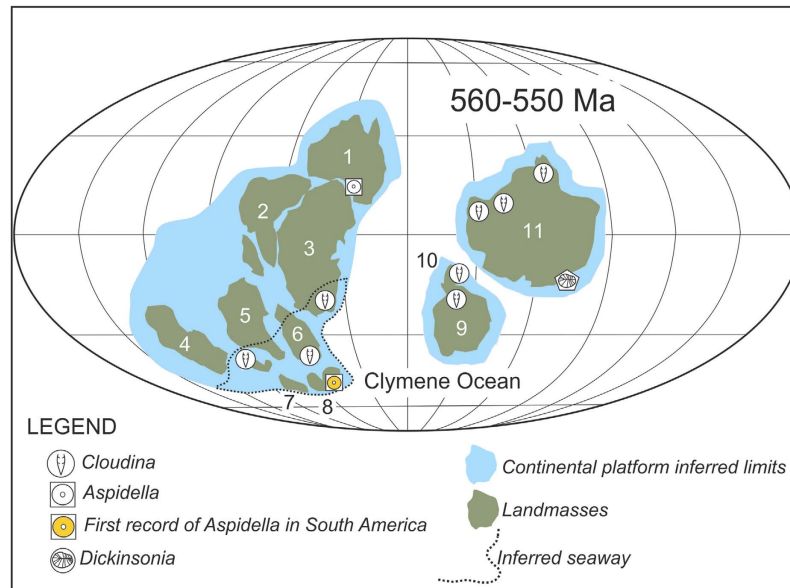 560-550 Ma
1
2
3
11
10
5
6
9
4
Clymene Ocean
7
8
LEGEND
Cloudina
Aspidella
First record of Aspidella in South America
Dickinsonia
Continental platform inferred limits
Landmasses
Inferred seaway